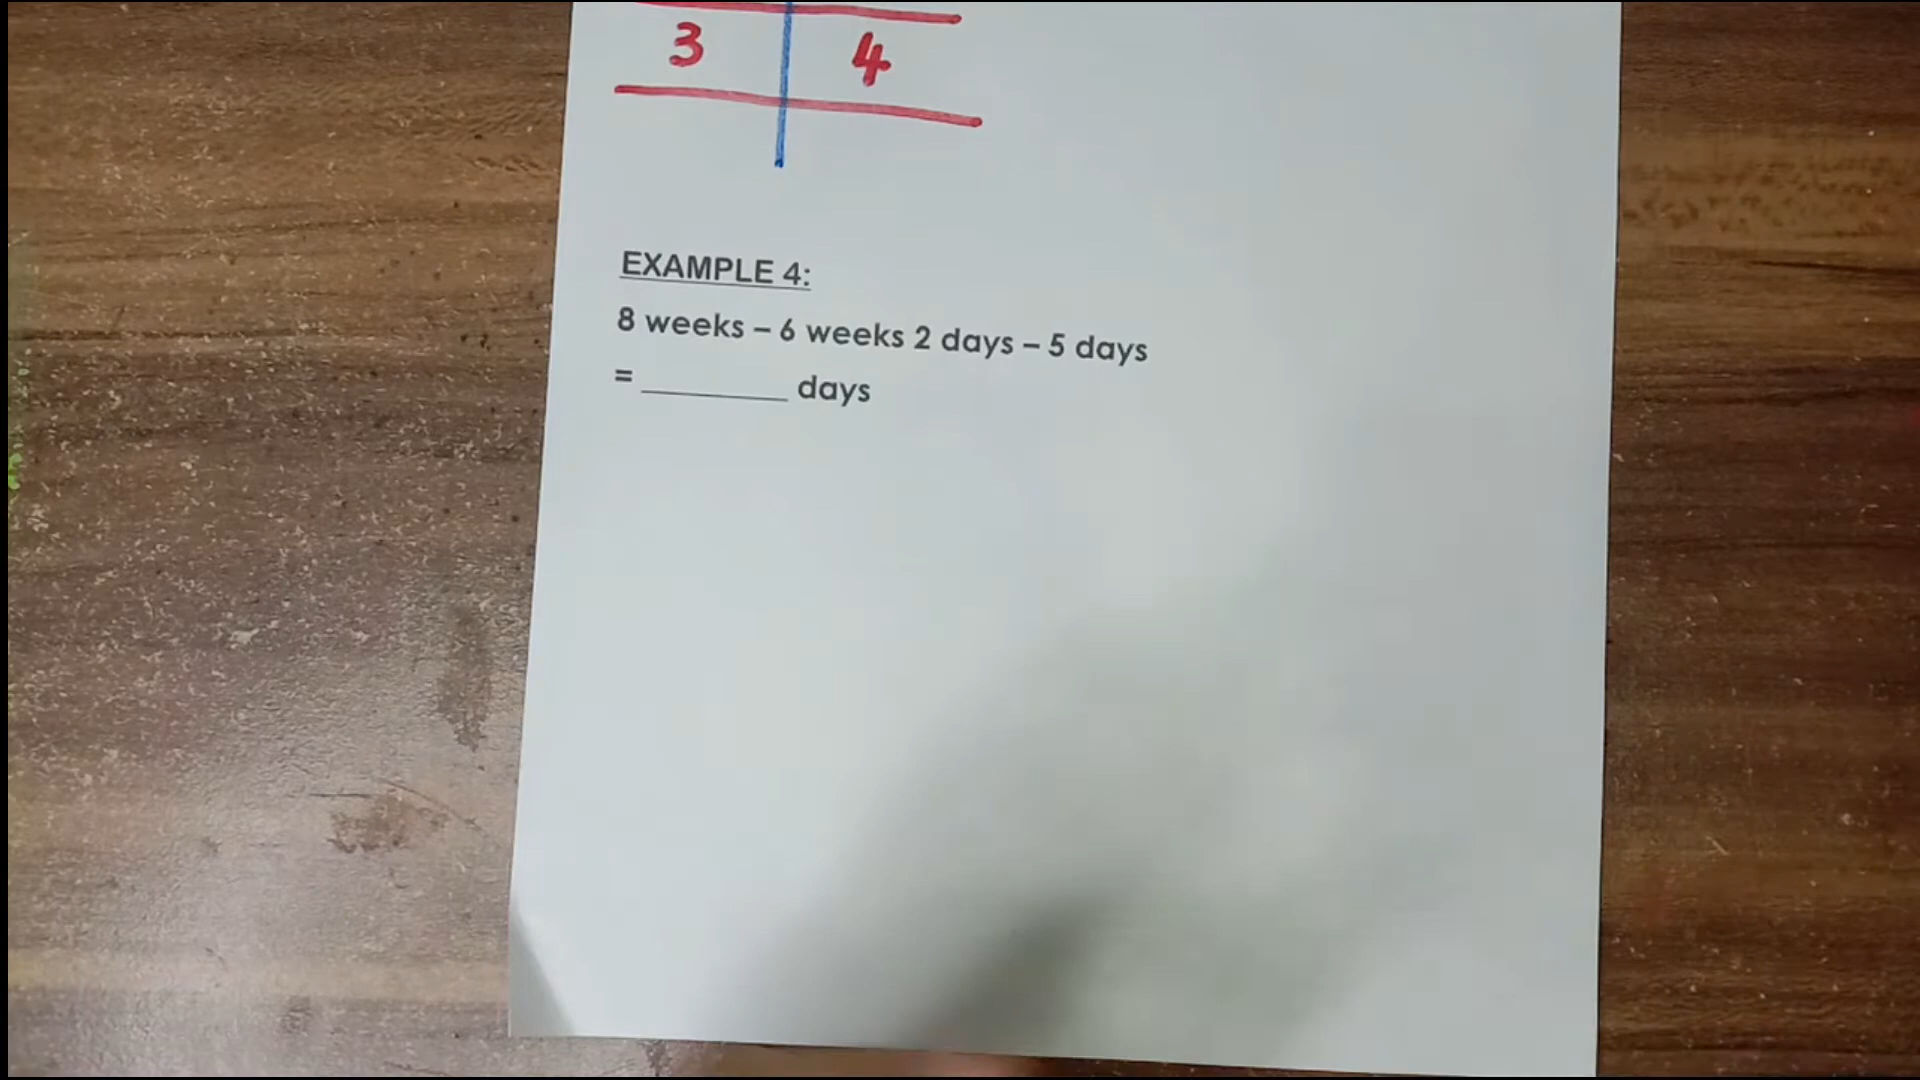 3 4
EXAMPLE 4:
8 weeks – 6 weeks 2 days – 5 days
= ________ days